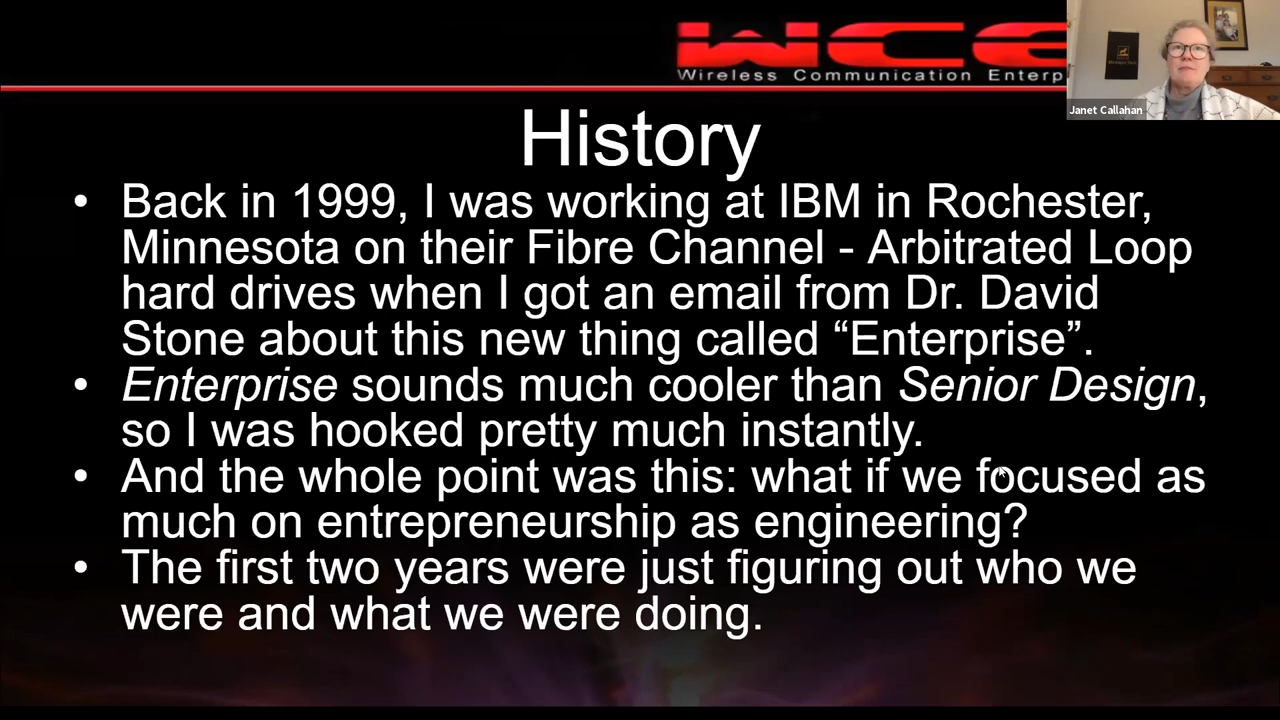 WCE
Wireless Communication Enterp
Janet Callahan
History
• Back in 1999, I was working at IBM in Rochester,
Minnesota on their Fibre Channel - Arbitrated Loop
hard drives when I got an email from Dr. David
Stone about this new thing called “Enterprise”.
• Enterprise sounds much cooler than Senior Design,
so I was hooked pretty much instantly.
• And the whole point was this: what if we focused as
much on entrepreneurship as engineering?
• The first two years were just figuring out who we
were and what we were doing.